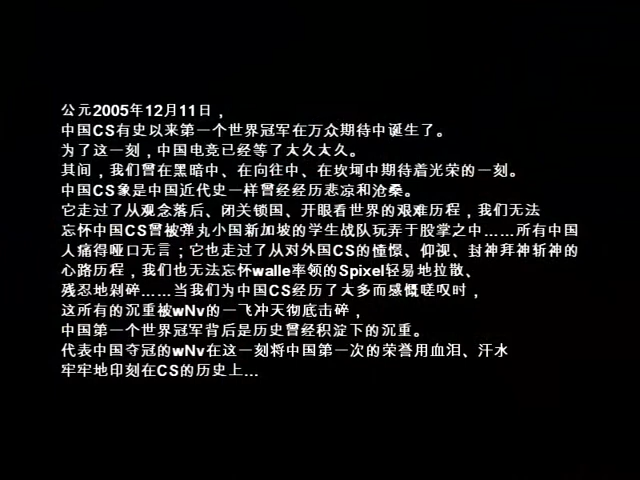 公元2005年12月11日，
中国CS有史以来第一个世界冠军在万众期待中诞生了。
为了这一刻，中国电竞已经等了太久太久。
其间，我们曾在黑暗中、在向往中、在坎坷中期待着光荣的一刻。
中国CS象是中国近代史一样曾经经历悲凉和沧桑。
它走过了从观念落后、闭关锁国、开眼看世界的艰难历程，我们无法
忘怀中国CS曾被弹丸小国新加坡的学生战队玩弄于股掌之中……所有中国
人痛得哑口无言；它也走过了从对外国CS的憧憬、仰视、封神拜神斩神的
心路历程，我们也无法忘怀walle率领的Spixel轻易地拉散、
残忍地剁碎……当我们为中国CS经历了太多而感慨嗟叹时，
这所有的沉重被wNv的一飞冲天彻底击碎，
中国第一个世界冠军背后是历史曾经积淀下的沉重。
代表中国夺冠的wNv在这一刻将中国第一次的荣誉用血泪、汗水
牢牢地印刻在CS的历史上...